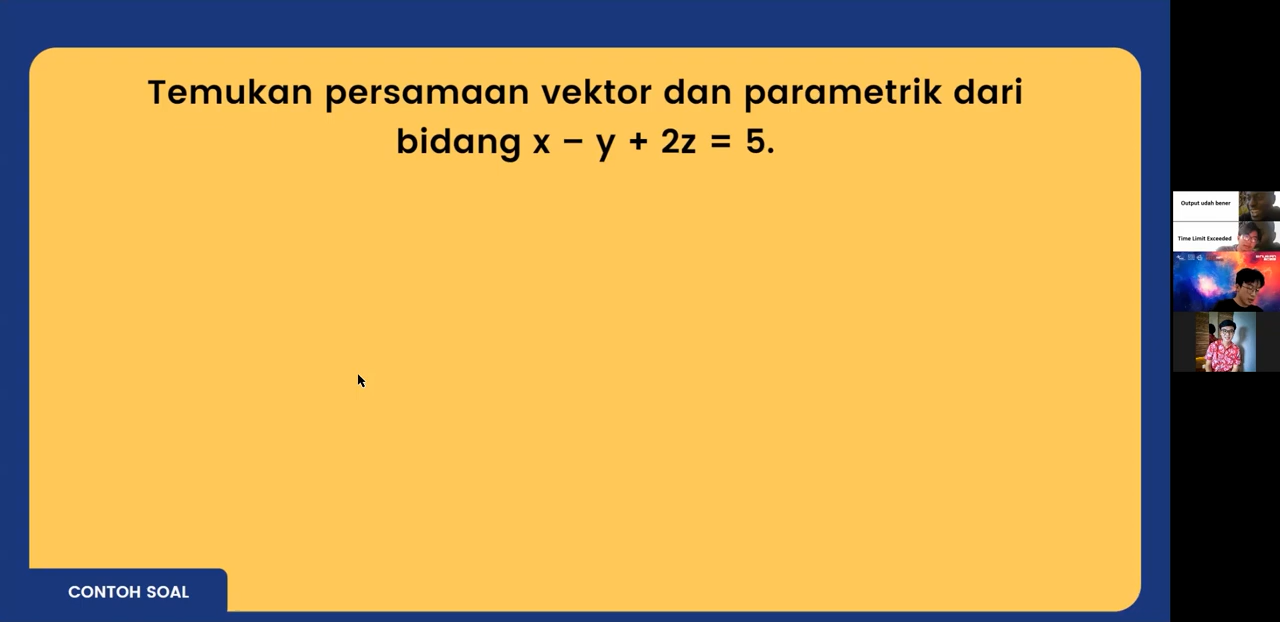 Temukan persamaan vektor dan parametrik dari
bidang x – y + 2z = 5.
Output udah bener
Time Limit Exceeded
CONTOH SOAL